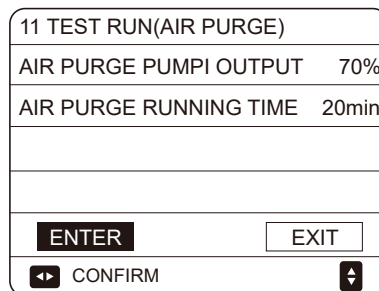 11 TEST RUN(AIR PURGE)
AIR PURGE PUMPI OUTPUT 70%
AIR PURGE RUNNING TIME 20min
ENTER EXIT
CONFIRM